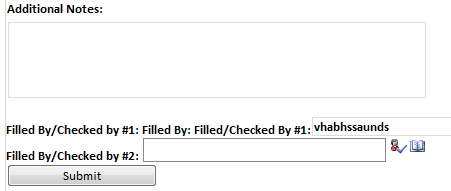 Additional Notes:
Filled By/Checked by #1: Filled By: Filled/Checked By #1: vhabhssaunds
Filled By/Checked by #2:
Submit